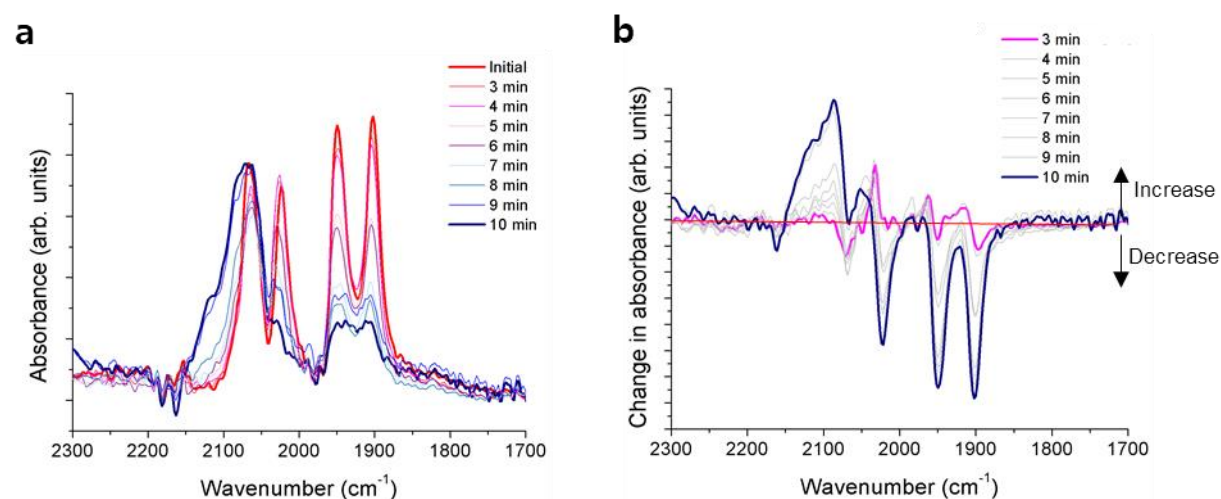 a
Absorbance (arb. units)
Initial
3 min
4 min
5 min
6 min
7 min
8 min
9 min
10 min
2300 2200 2100 2000 1900 1800 1700
Wavenumber (cm⁻¹)
b
Change in absorbance (arb. units)
3 min
4 min
5 min
6 min
7 min
8 min
9 min
10 min
Increase
Decrease
2300 2200 2100 2000 1900 1800 1700
Wavenumber (cm⁻¹)